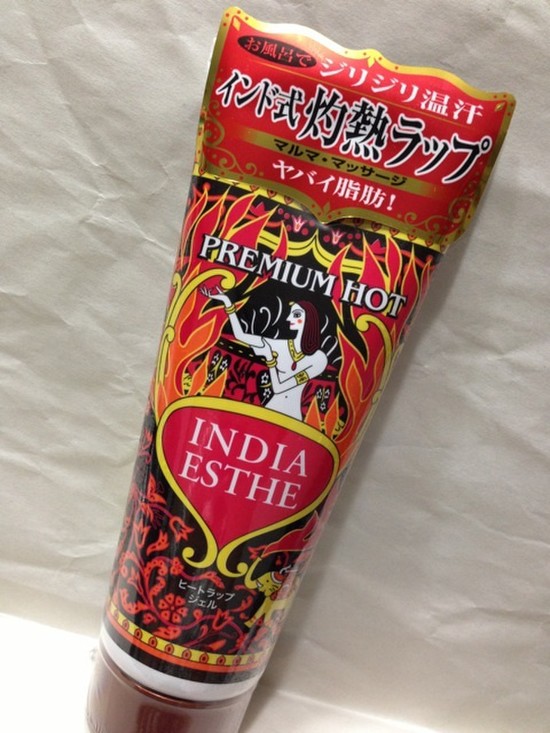 お風呂で ジリジリ温汗
インド式 灼熱ラップ
マルマ・マッサージ
ヤバイ脂肪!
PREMIUM HOT
INDIA
ESTHE
ヒートラップ
ジェル